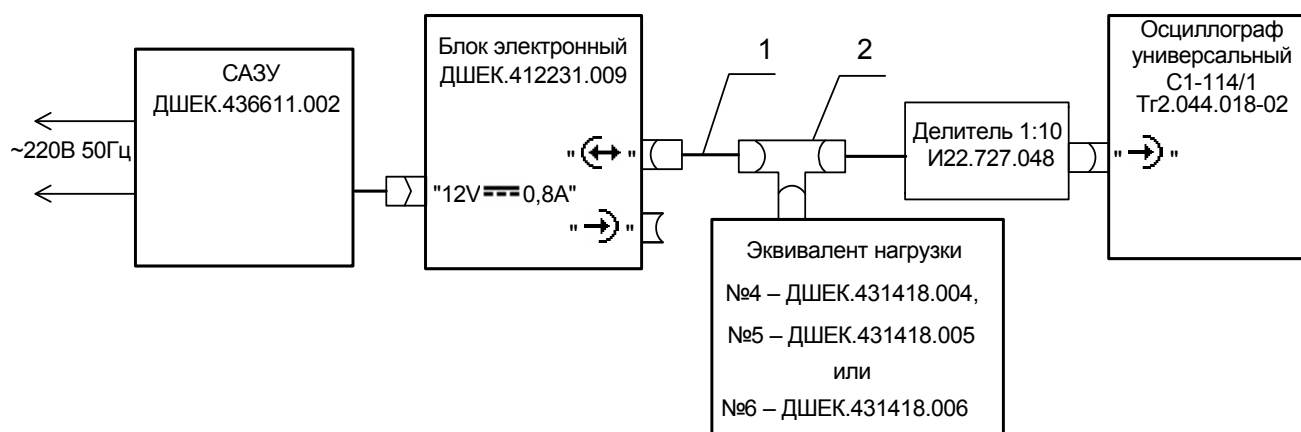 САЗУ
ДШЕК.436611.002
~220В 50Гц
Блок электронный
ДШЕК.412231.009
" "
"12V 0,8А"
" "
1
2
Делитель 1:10
И22.727.048
Осциллограф
универсальный
С1-114/1
Тг2.044.018-02
" "
Эквивалент нагрузки
№4 – ДШЕК.431418.004,
№5 – ДШЕК.431418.005
или
№6 – ДШЕК.431418.006